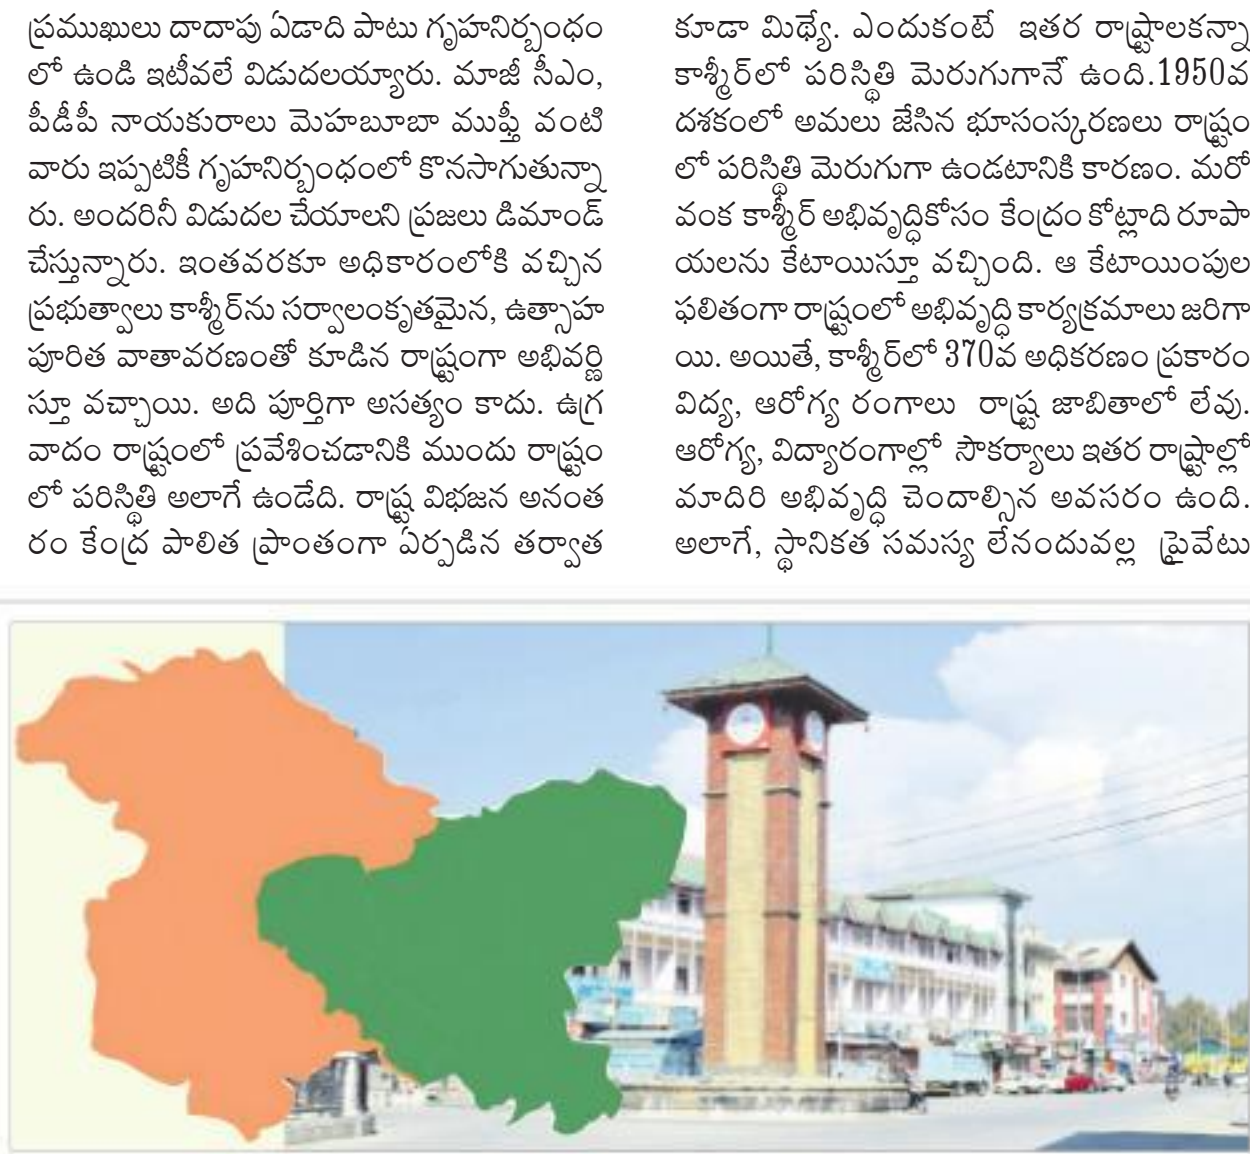 ప్రముఖులు దాదాపు ఏడాది పాటు గృహనిర్బంధం
లో ఉండి ఇటీవలే విడుదలయ్యారు. మాజీ సీఎం,
పీడీపీ నాయకురాలు మెహబూబా ముఫ్తీ వంటి
వారు ఇప్పటికీ గృహనిర్బంధంలో కొనసాగుతున్నా
రు. అందరినీ విడుదల చేయాలని ప్రజలు డిమాండ్
చేస్తున్నారు. ఇంతవరకూ అధికారంలోకి వచ్చిన
ప్రభుత్వాలు కాశ్మీర్‌ను సర్వాలంకృతమైన, ఉత్సాహ
పూరిత వాతావరణంతో కూడిన రాష్ట్రంగా అభివర్ణి
స్తూ వచ్చాయి. అది పూర్తిగా అసత్యం కాదు. ఉగ్ర
వాదం రాష్ట్రంలో ప్రవేశించడానికి ముందు రాష్ట్రం
లో పరిస్థితి అలాగే ఉండేది. రాష్ట్ర విభజన అనంత
రం కేంద్ర పాలిత ప్రాంతంగా ఏర్పడిన తర్వాత
కూడా మిథ్యే. ఎందుకంటే ఇతర రాష్ట్రాలకన్నా
కాశ్మీర్‌లో పరిస్థితి మెరుగుగానే ఉంది.1950వ
దశకంలో అమలు జేసిన భూసంస్కరణలు రాష్ట్రం
లో పరిస్థితి మెరుగుగా ఉండటానికి కారణం. మరో
వంక కాశ్మీర్ అభివృద్ధికోసం కేంద్రం కోట్లాది రూపా
యలను కేటాయిస్తూ వచ్చింది. ఆ కేటాయింపుల
ఫలితంగా రాష్ట్రంలో అభివృద్ధి కార్యక్రమాలు జరిగా
యి. అయితే, కాశ్మీర్‌లో 370వ అధికరణం ప్రకారం
విద్య, ఆరోగ్య రంగాలు రాష్ట్ర జాబితాలో లేవు.
ఆరోగ్య, విద్యారంగాల్లో సౌకర్యాలు ఇతర రాష్ట్రాల్లో
మాదిరి అభివృద్ధి చెందాల్సిన అవసరం ఉంది.
అలాగే, స్థానికత సమస్య లేనందువల్ల ప్రైవేటు